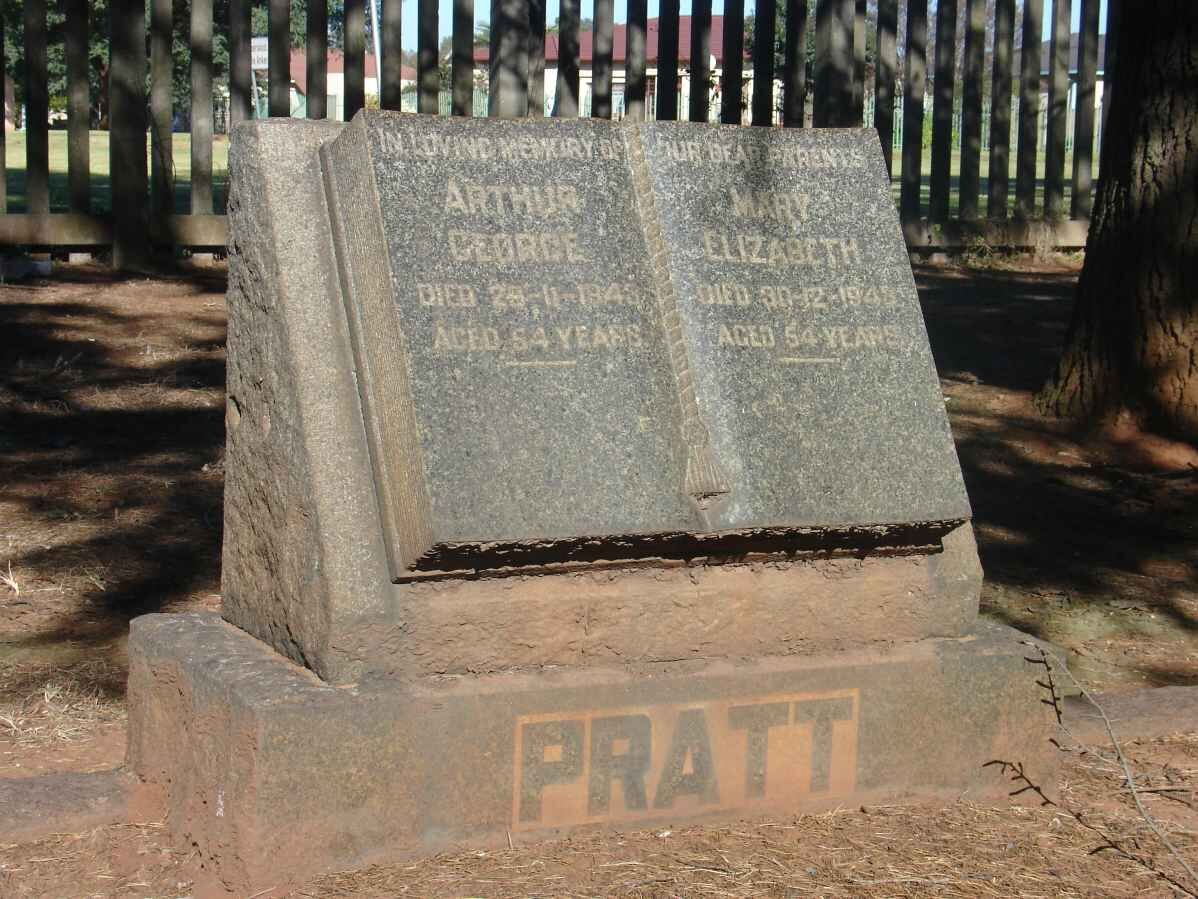 IN LOVING MEMORY OF OUR DEAR PARENTS
ARTHUR
GEORGE
DIED
AGED YEARS
MARY
ELIZABETH
DIED
AGED 54 YEARS
PRATT